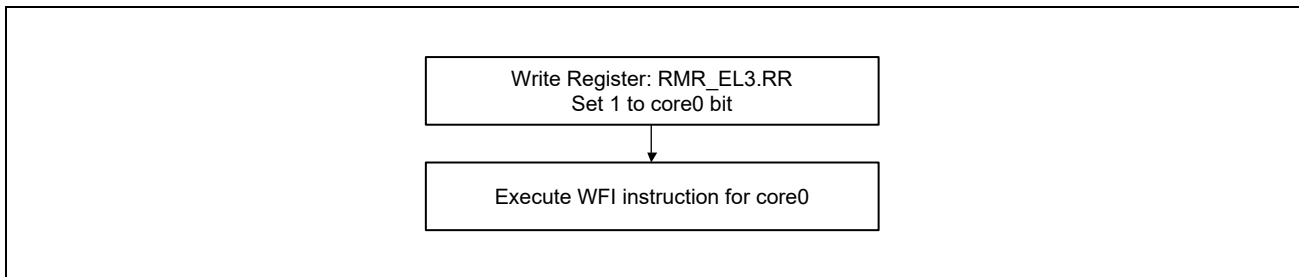 Write Register: RMR_EL3.RR
Set 1 to core0 bit
Execute WFI instruction for core0